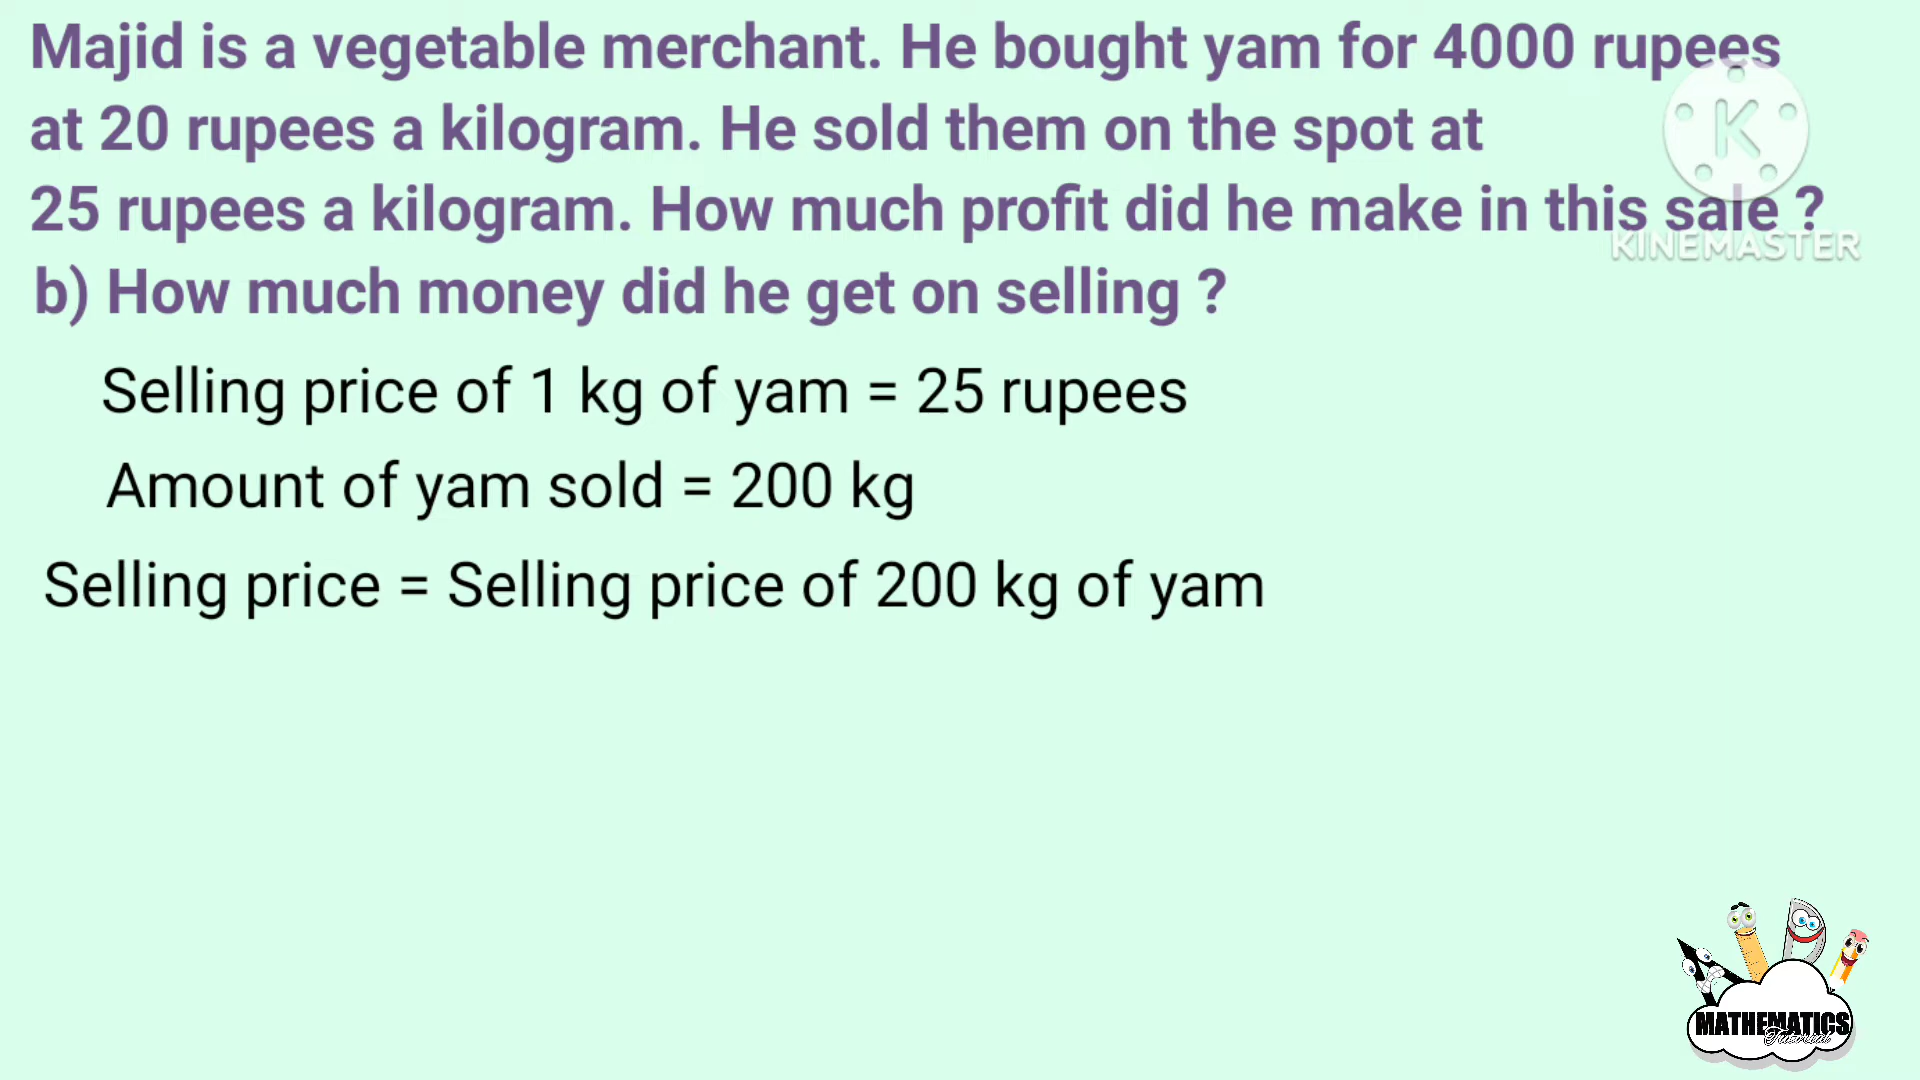 Majid is a vegetable merchant. He bought yam for 4000 rupees
at 20 rupees a kilogram. He sold them on the spot at
25 rupees a kilogram. How much profit did he make in this sale ?
KINEMASTER
b) How much money did he get on selling ?
Selling price of 1 kg of yam = 25 rupees
Amount of yam sold = 200 kg
Selling price = Selling price of 200 kg of yam
MATHEMATICS
Tutorial